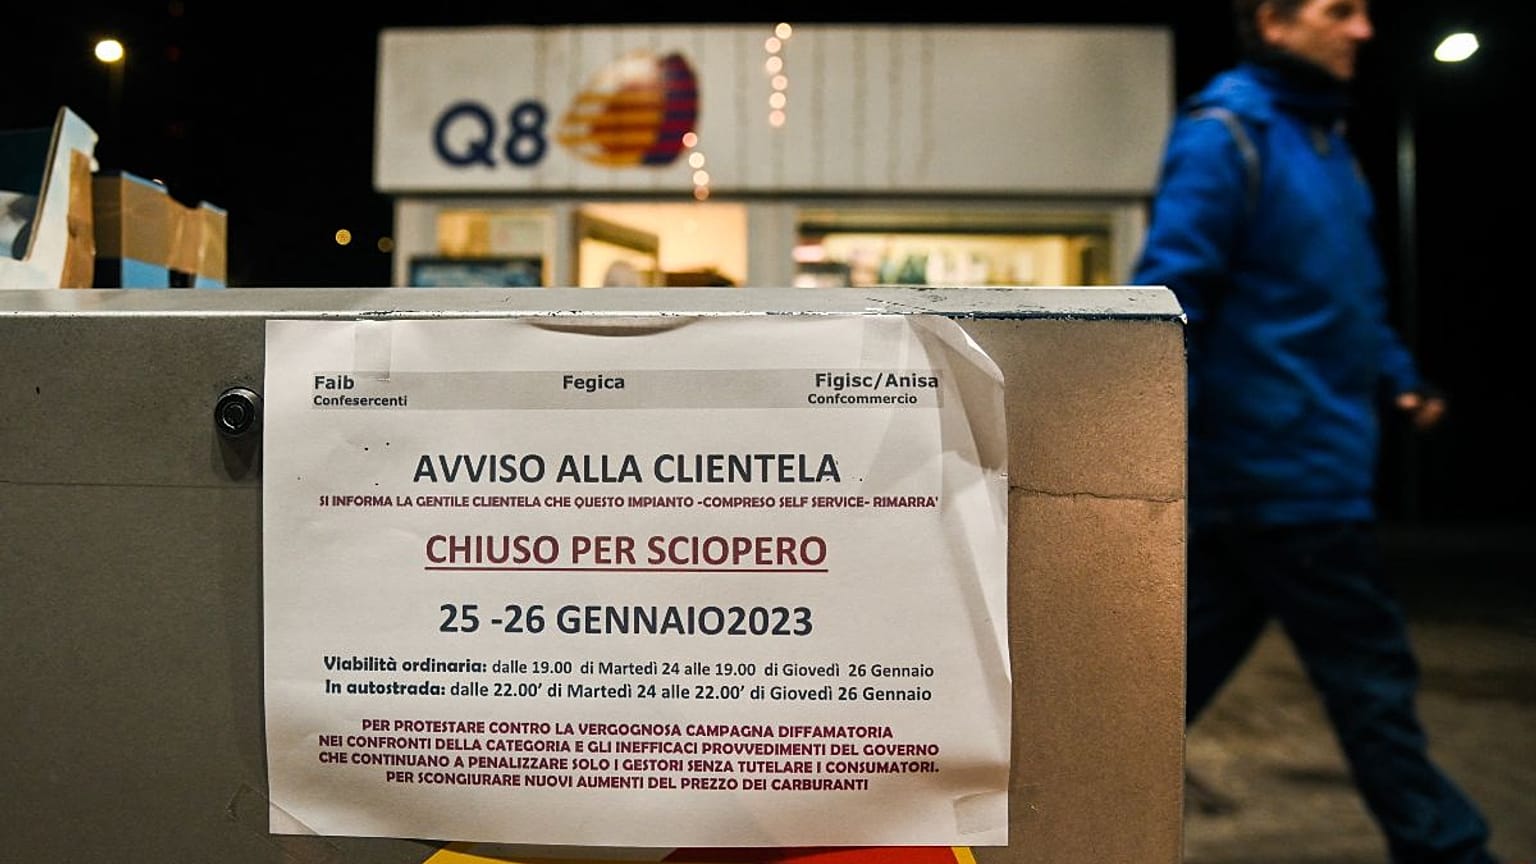 Q8
Faib Fegica Figisc/Anisa
Confesercenti Confcommercio
AVVISO ALLA CLIENTELA
SI INFORMA LA GENTILE CLIENTELA CHE QUESTO IMPIANTO -COMPRESO SELF SERVICE- RIMARRA'
CHIUSO PER SCIOPERO
25 -26 GENNAIO2023
Viabilità ordinaria: dalle 19.00 di Martedì 24 alle 19.00 di Giovedì 26 Gennaio
In autostrada: dalle 22.00' di Martedì 24 alle 22.00' di Giovedì 26 Gennaio
PER PROTESTARE CONTRO LA VERGOGNOSA CAMPAGNA DIFFAMATORIA
NEI CONFRONTI DELLA CATEGORIA E GLI INEFFICACI PROVVEDIMENTI DEL GOVERNO
CHE CONTINUANO A PENALIZZARE SOLO I GESTORI SENZA TUTELARE I CONSUMATORI.
PER SCONGIURARE NUOVI AUMENTI DEL PREZZO DEI CARBURANTI